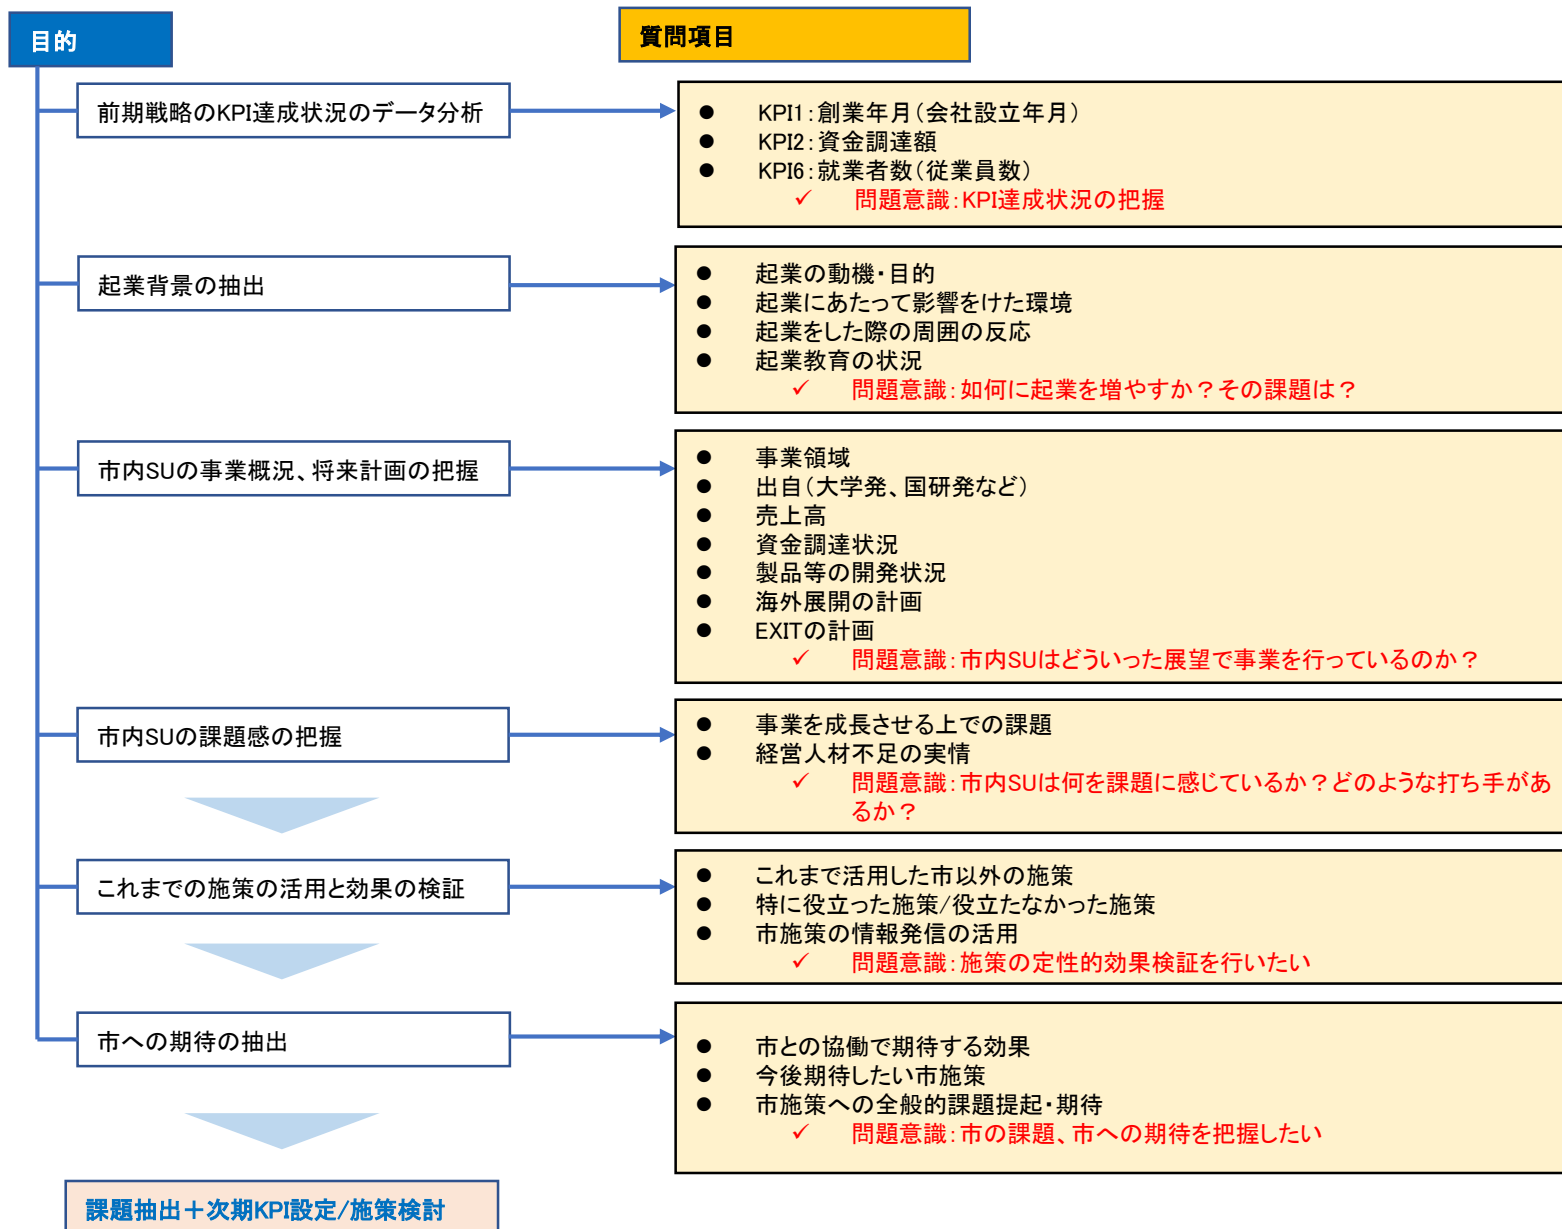 目的
質問項目
前期戦略のKPI達成状況のデータ分析
● KPI1：創業年月（会社設立年月）
● KPI2：資金調達額
● KPI6：就業者数（従業員数）
✓ 問題意識：KPI達成状況の把握
起業背景の抽出
● 起業の動機・目的
● 起業にあたって影響をけた環境
● 起業をした際の周囲の反応
● 起業教育の状況
✓ 問題意識：如何に起業を増やすか？その課題は？
市内SUの事業概況、将来計画の把握
● 事業領域
● 出自（大学発、国研発など）
● 売上高
● 資金調達状況
● 製品等の開発状況
● 海外展開の計画
● EXITの計画
✓ 問題意識：市内SUはどういった展望で事業を行っているのか？
市内SUの課題感の把握
● 事業を成長させる上での課題
● 経営人材不足の実情
✓ 問題意識：市内SUは何を課題に感じているか？どのような打ち手があ
るか？
これまでの施策の活用と効果の検証
● これまで活用した市以外の施策
● 特に役立った施策/役立たなかった施策
● 市施策の情報発信の活用
✓ 問題意識：施策の定性的効果検証を行いたい
市への期待の抽出
● 市との協働で期待する効果
● 今後期待したい市施策
● 市施策への全般的課題提起・期待
✓ 問題意識：市の課題、市への期待を把握したい
課題抽出＋次期KPI設定/施策検討